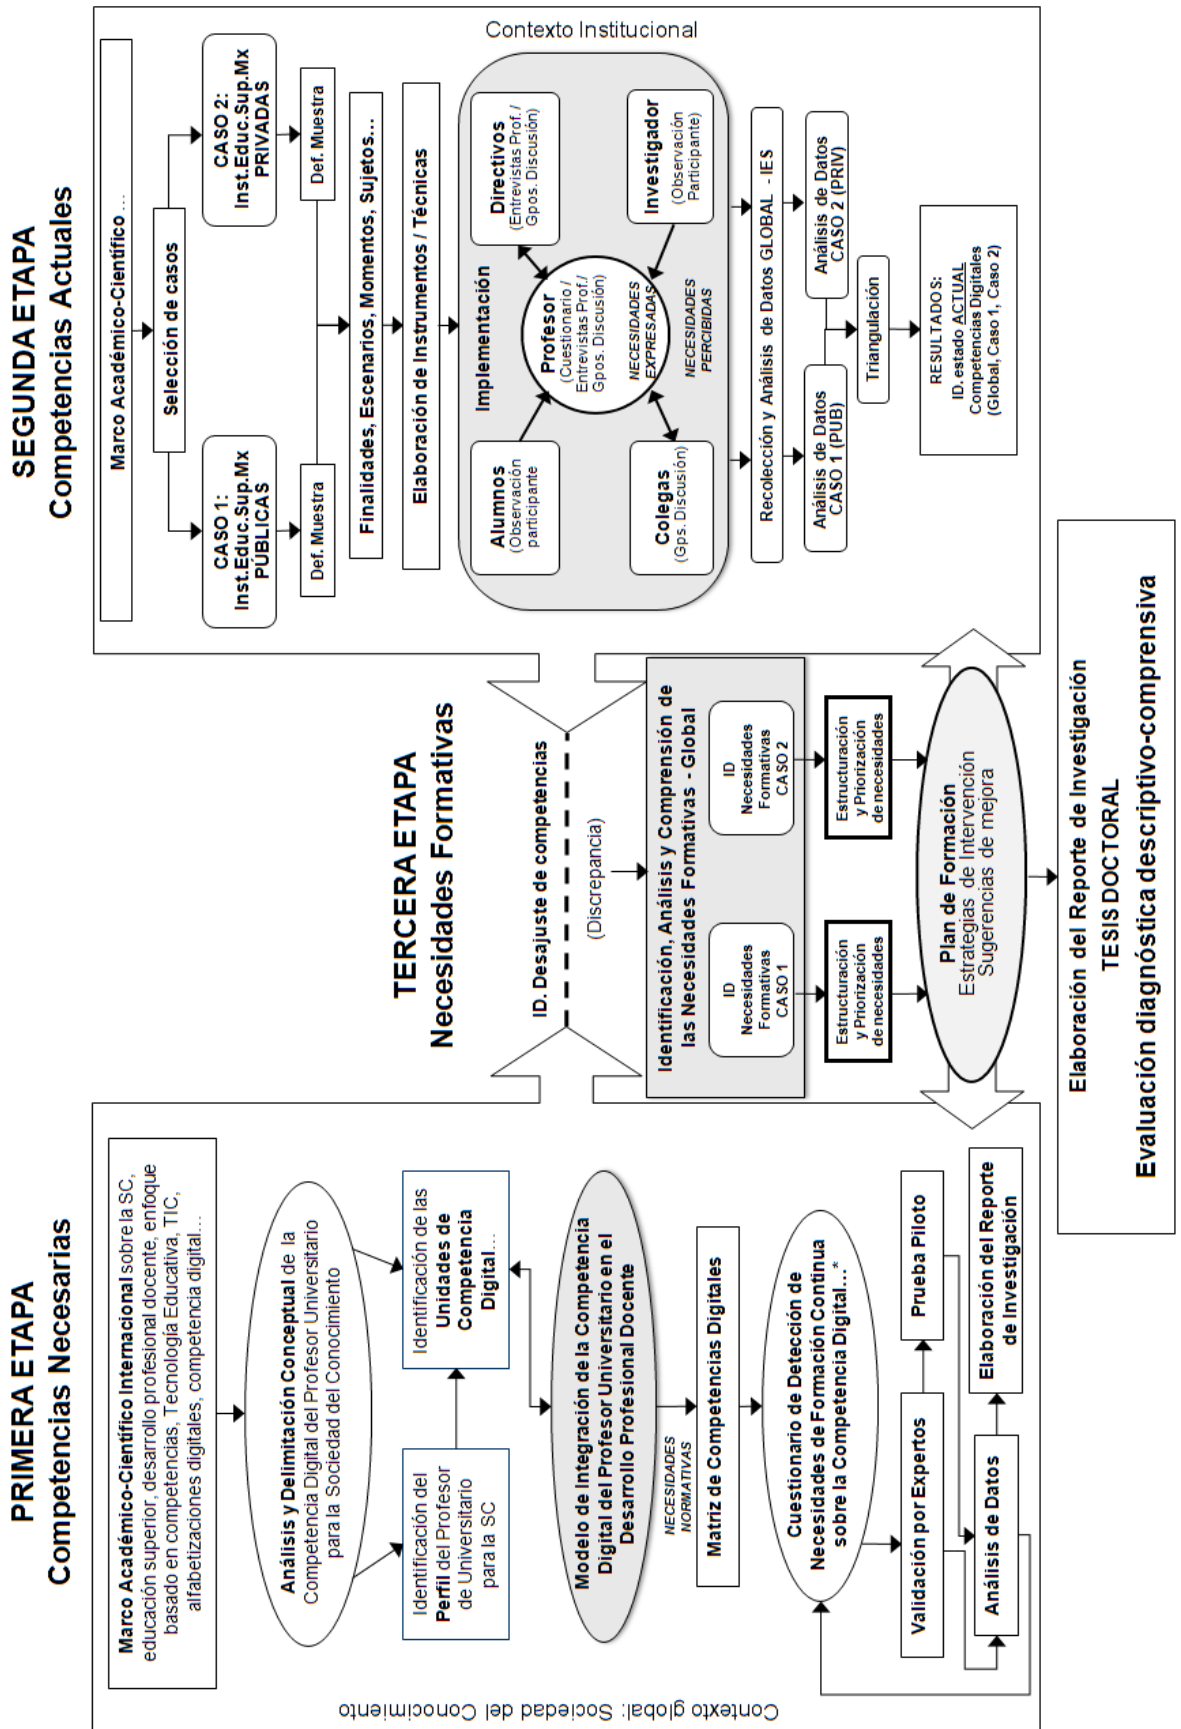 PRIMERA ETAPA
Competencias Necesarias
Marco Académico-Científico Internacional sobre la SC,
educación superior, desarrollo profesional docente, enfoque
basado en competencias, Tecnología Educativa, TIC,
alfabetizaciones digitales, competencia digital...
Análisis y Delimitación Conceptual de la
Competencia Digital del Profesor Universitario
para la Sociedad del Conocimiento
Identificación del
Perfil del Profesor
de Universitario
para la SC
Identificación de las
Unidades de
Competencia
Digital...
Modelo de Integración de la Competencia
Digital del Profesor Universitario en el
Desarrollo Profesional Docente
NECESIDADES
NORMATIVAS
Matriz de Competencias Digitales
Cuestionario de Detección de
Necesidades de Formación Continua
sobre la Competencia Digital...*
Validación por Expertos
Prueba Piloto
Análisis de Datos
Elaboración del Reporte
de Investigación
Contexto global: Sociedad del Conocimiento
TERCERA ETAPA
Necesidades Formativas
ID. Desajuste de competencias
(Discrepancia)
Identificación, Análisis y Comprensión de
las Necesidades Formativas - Global
ID
Necesidades
Formativas
CASO 1
ID
Necesidades
Formativas
CASO 2
Estructuración
y Priorización
de necesidades
Estructuración
y Priorización
de necesidades
Plan de Formación
Estrategias de Intervención
Sugerencias de mejora
Elaboración del Reporte de Investigación
TESIS DOCTORAL
Evaluación diagnóstica descriptivo-comprensiva
SEGUNDA ETAPA
Competencias Actuales
Marco Académico-Científico ...
Selección de casos
CASO 1:
Inst.Educ.Sup.Mx
PÚBLICAS
CASO 2:
Inst.Educ.Sup.Mx
PRIVADAS
Def. Muestra
Def. Muestra
Finalidades, Escenarios, Momentos, Sujetos...
Elaboración de Instrumentos / Técnicas
Contexto Institucional
Implementación
Alumnos
(Observación
participante
Directivos
(Entrevistas Prof./
Gpos. Discusión)
Profesor
(Cuestionario /
Entrevistas Prof./
Gpos. Discusión)
NECESIDADES
EXPRESADAS
Colegas
(Gps. Discusión)
Investigador
(Observación
Participante)
NECESIDADES
PERCIBIDAS
Recolección y Análisis de Datos GLOBAL - IES
Análisis de Datos
CASO 1 (PUB)
Análisis de Datos
CASO 2 (PRIV)
Triangulación
RESULTADOS:
ID. estado ACTUAL
Competencias Digitales
(Global, Caso 1, Caso 2)